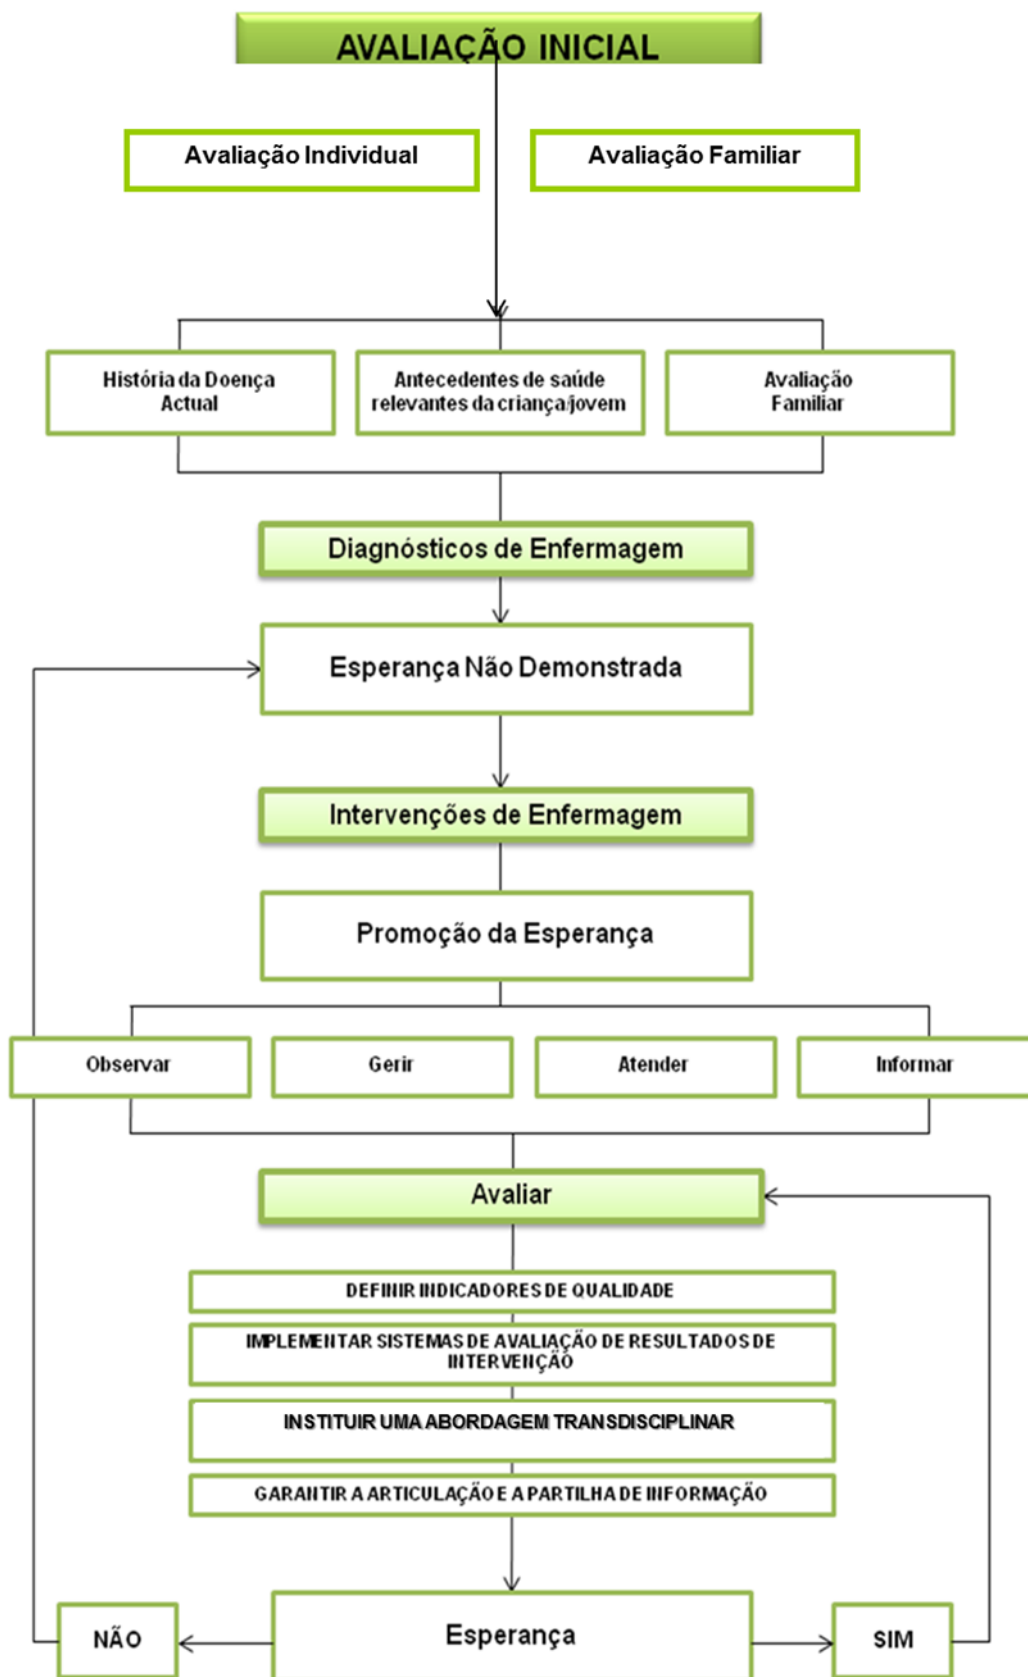 AVALIAÇÃO INICIAL
Avaliação Individual
Avaliação Familiar
História da Doença
Actual
Antecedentes de saúde
relevantes da criança/jovem
Avaliação
Familiar
Diagnósticos de Enfermagem
Esperança Não Demonstrada
Intervenções de Enfermagem
Promoção da Esperança
Observar
Gerir
Atender
Informar
Avaliar
DEFINIR INDICADORES DE QUALIDADE
IMPLEMENTAR SISTEMAS DE AVALIAÇÃO DE RESULTADOS DE
INTERVENÇÃO
INSTITUIR UMA ABORDAGEM TRANSDISCIPLINAR
GARANTIR A ARTICULAÇÃO E A PARTILHA DE INFORMAÇÃO
NÃO
Esperança
SIM